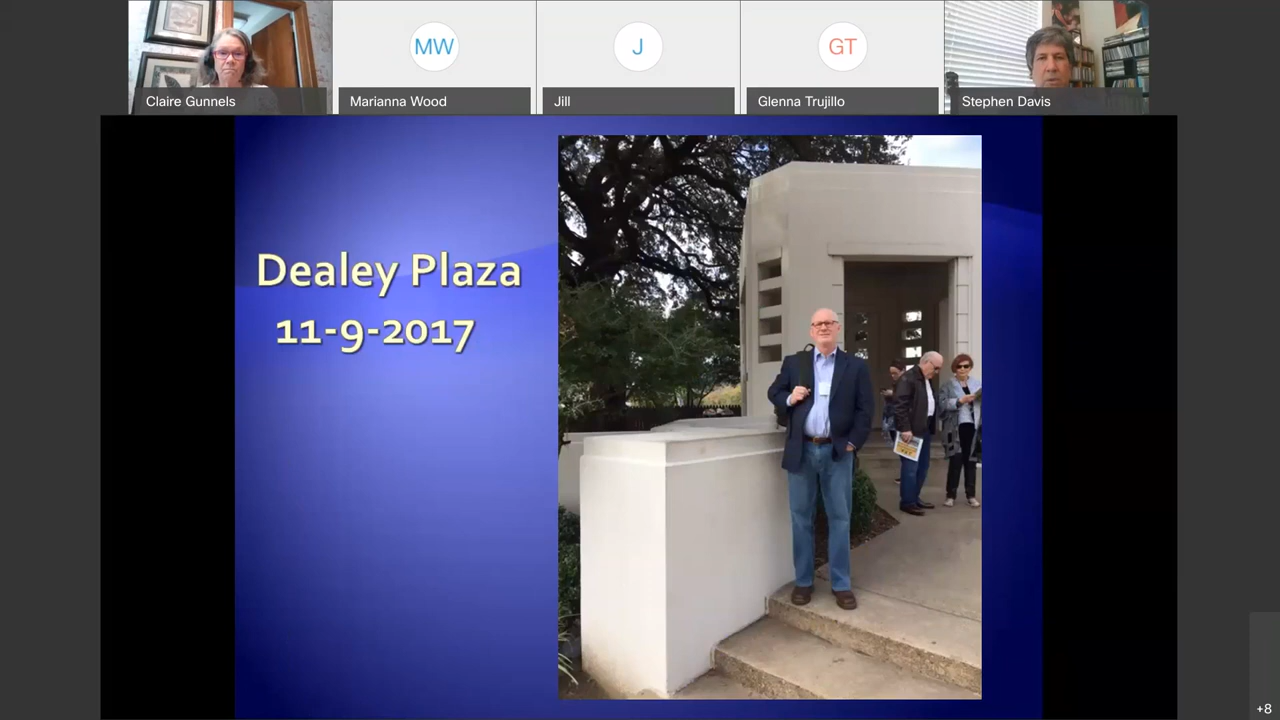 MW
J
GT
Claire Gunnels
Marianna Wood
Jill
Glenna Trujillo
Stephen Davis
Dealey Plaza
11-9-2017
+8